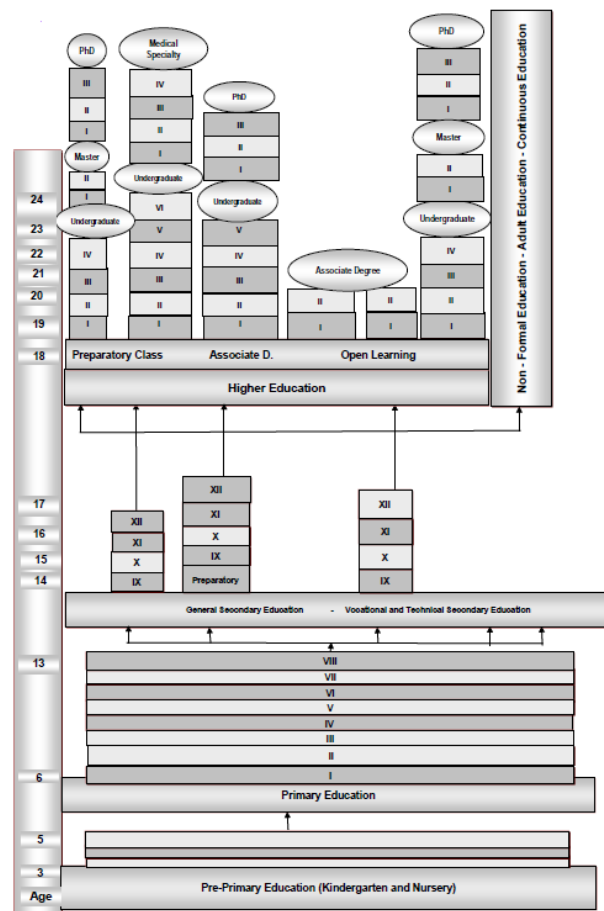 PhD
Medical
Specialty
PhD
III
II
I
Master
II
I
Undergraduate
IV
III
II
I
IV
III
II
I
Undergraduate
VI
V
IV
III
II
I
PhD
III
II
I
Undergraduate
V
IV
III
II
I
Associate Degree
II
I
II
I
III
II
I
Master
II
I
Undergraduate
IV
III
II
I
Non - Formal Education - Adult Education - Continuous Education
24
23
22
21
20
19
18
Preparatory Class Associate D. Open Learning
Higher Education
17
16
15
14
XII
XI
X
IX
XII
XI
X
IX
Preparatory
XII
XI
X
IX
General Secondary Education - Vocational and Technical Secondary Education
13
VIII
VII
VI
V
IV
III
II
6
I
Primary Education
5
3
Pre-Primary Education (Kindergarten and Nursery)
Age